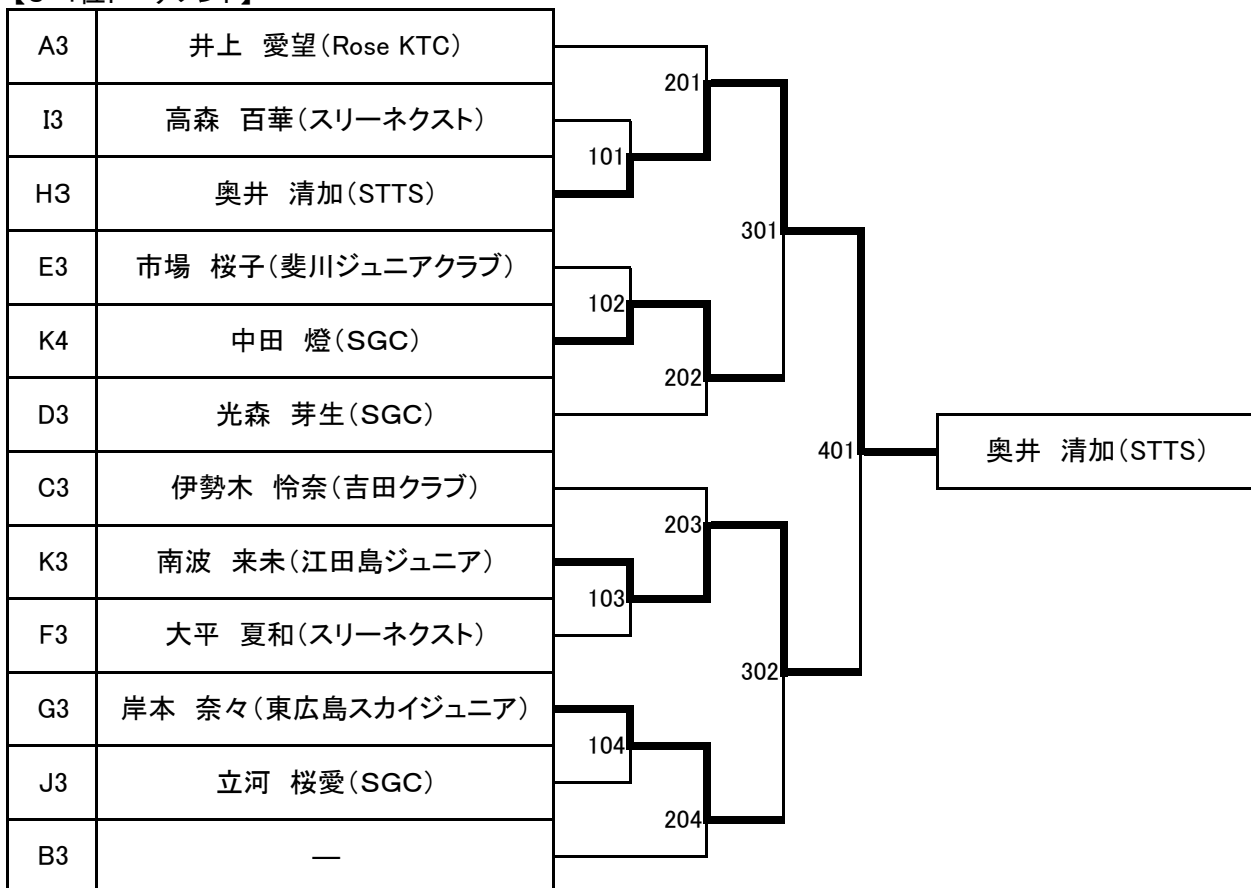 A3 井上 愛望(Rose KTC)
201
I3 高森 百華(スリーネクスト)
101
H3 奥井 清加(STTS)
301
E3 市場 桜子(斐川ジュニアクラブ)
102
K4 中田 燈(SGC)
202
D3 光森 芽生(SGC)
401 奥井 清加(STTS)
C3 伊勢木 怜奈(吉田クラブ)
203
K3 南波 来未(江田島ジュニア)
103
F3 大平 夏和(スリーネクスト)
302
G3 岸本 奈々(東広島スカイジュニア)
104
J3 立河 桜愛(SGC)
204
B3 —